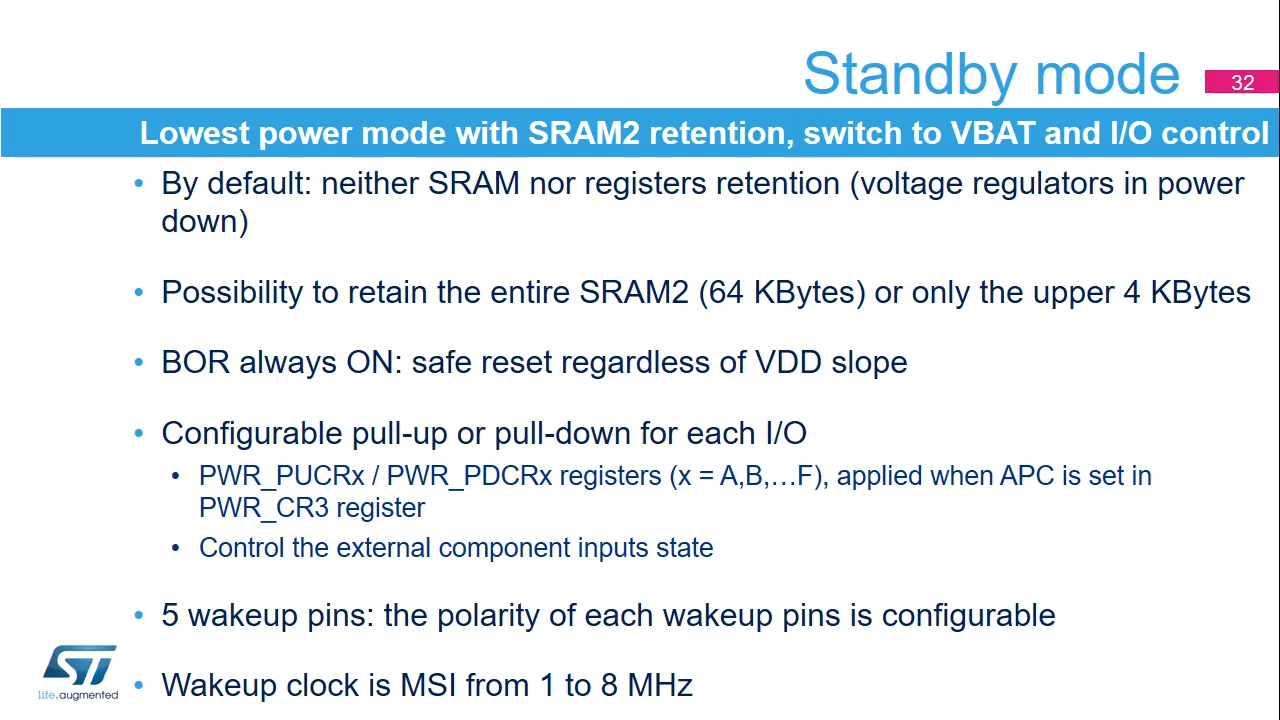 Standby mode
32
Lowest power mode with SRAM2 retention, switch to VBAT and I/O control
• By default: neither SRAM nor registers retention (voltage regulators in power
down)
• Possibility to retain the entire SRAM2 (64 KBytes) or only the upper 4 KBytes
• BOR always ON: safe reset regardless of VDD slope
• Configurable pull-up or pull-down for each I/O
• PWR_PUCRx / PWR_PDCRx registers (x = A,B,…F), applied when APC is set in
PWR_CR3 register
• Control the external component inputs state
• 5 wakeup pins: the polarity of each wakeup pins is configurable
• Wakeup clock is MSI from 1 to 8 MHz
ST
life.augmented